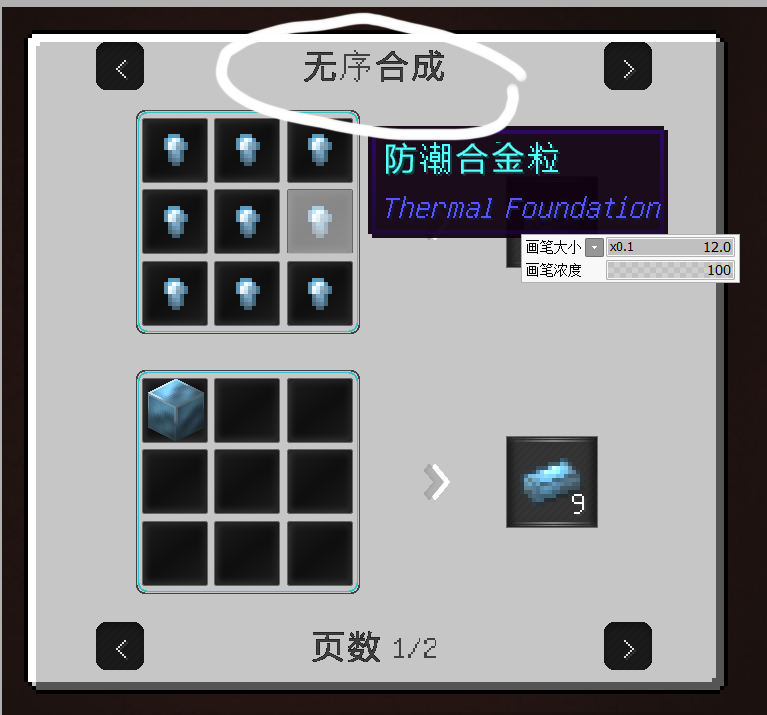 无序合成
防潮合金粒
Thermal Foundation
画笔大小 x0.1 12.0
画笔浓度 100
9
页数 1/2